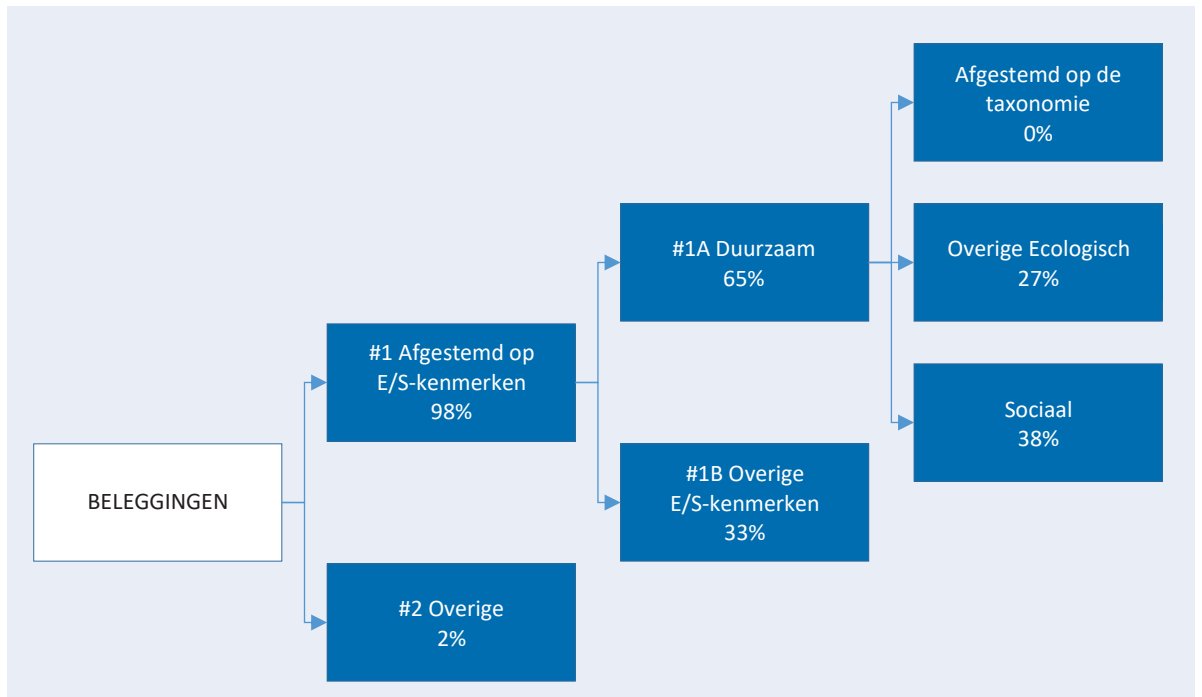 BELEGGINGEN
#1 Afgestemd op
E/S-kenmerken
98%
#2 Overige
2%
#1A Duurzaam
65%
#1B Overige
E/S-kenmerken
33%
Afgestemd op de
taxonomie
0%
Overige Ecologisch
27%
Sociaal
38%